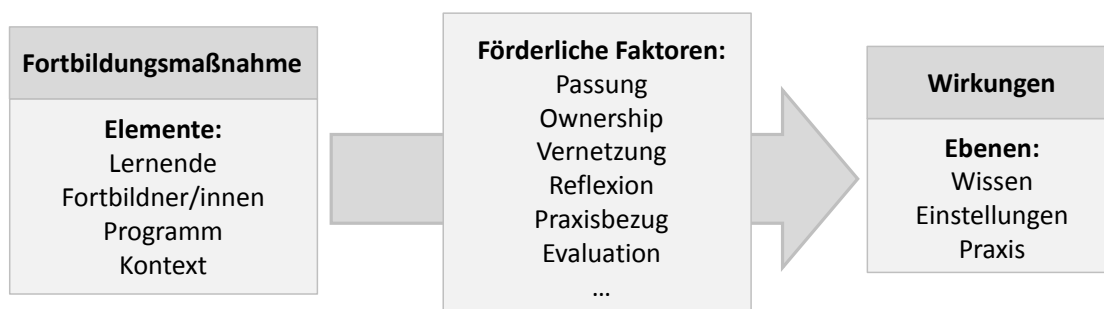 Fortbildungsmaßnahme
Elemente:
Lernende
Fortbildner/innen
Programm
Kontext
Förderliche Faktoren:
Passung
Ownership
Vernetzung
Reflexion
Praxisbezug
Evaluation
...
Wirkungen
Ebenen:
Wissen
Einstellungen
Praxis